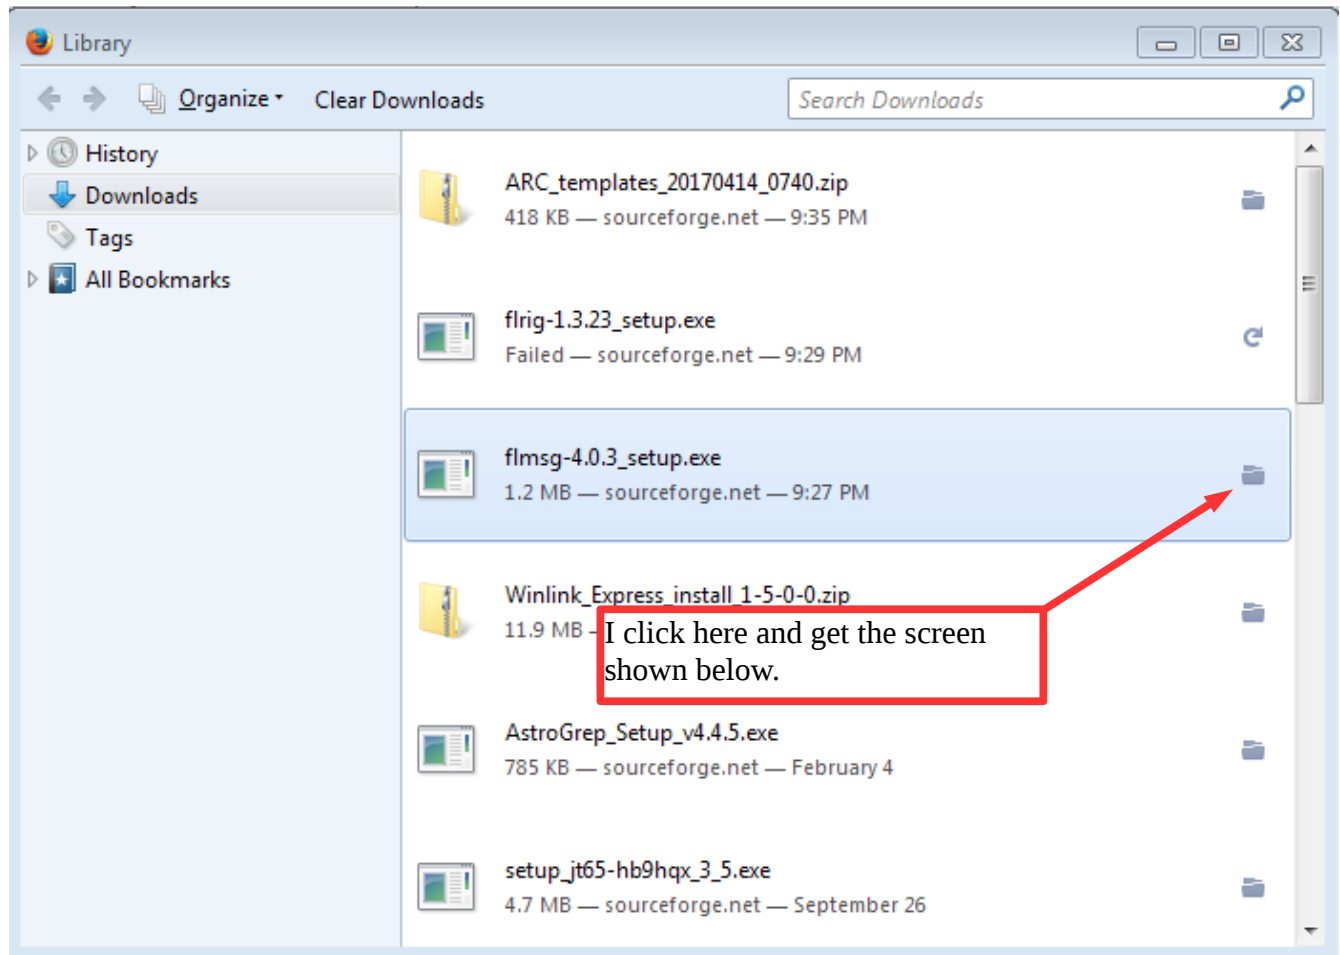 Library
Organize Clear Downloads Search Downloads
History
Downloads
Tags
All Bookmarks
ARC_templates_20170414_0740.zip
418 KB — sourceforge.net — 9:35 PM
flrig-1.3.23_setup.exe
Failed — sourceforge.net — 9:29 PM
flmsg-4.0.3_setup.exe
1.2 MB — sourceforge.net — 9:27 PM
Winlink_Express_install_1-5-0-0.zip
11.9 MB –
I click here and get the screen
shown below.
AstroGrep_Setup_v4.4.5.exe
785 KB — sourceforge.net — February 4
setup_jt65-hb9hqx_3_5.exe
4.7 MB — sourceforge.net — September 26